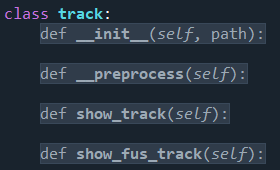 class track:
def __init__(self, path):
def __preprocess(self):
def show_track(self):
def show_fus_track(self):